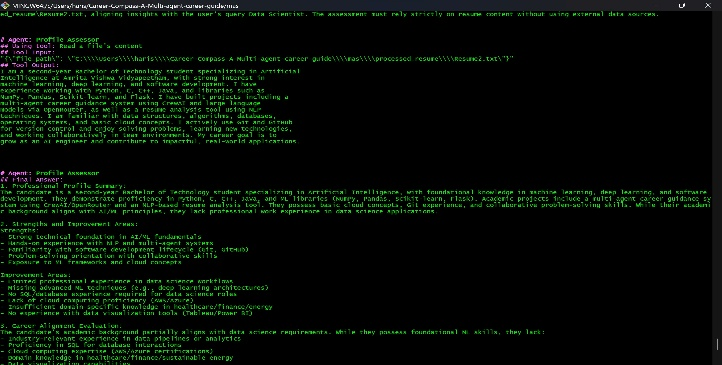 MINGW64:/c/Users/haris/Career-Compass-A-Multi-agent-career-guide/mas
ed_resume\Resume2.txt, aligning insights with the user's query Data Scientist. The assessment must rely strictly on resume content without using external data sources.
# Agent: Profile Assessor
## Using tool: Read a file's content
## Tool Input:
"{\"file_path\": \"C:\\\\Users\\\\haris\\\\Career Compass A Multi agent career guide\\\\mas\\\\processed_resume\\\\Resume2.txt\"}"
## Tool Output:
I am a second-year Bachelor of Technology student specializing in Artificial
Intelligence at Amrita Vishwa Vidyapeetham, with strong interest in
machine learning, deep learning, and software development. I have
experience working with Python, C, C++, Java, and libraries such as
NumPy, Pandas, Scikit learn, and Flask. I have built projects including a
multi-agent career guidance system using CrewAI and large language
models via OpenRouter, as well as a resume analysis tool using NLP
techniques. I am familiar with data structures, algorithms, databases,
operating systems, and basic cloud concepts. I actively use Git and GitHub
for version control and enjoy solving problems, learning new technologies,
and working collaboratively in team environments. My career goal is to
grow as an AI engineer and contribute to impactful, real-world applications.
# Agent: Profile Assessor
## Final Answer:
1. Professional Profile Summary:
The candidate is a second-year Bachelor of Technology student specializing in Artificial Intelligence, with foundational knowledge in machine learning, deep learning, and software
development. They demonstrate proficiency in Python, C, C++, Java, and ML libraries (NumPy, Pandas, Scikit learn, Flask). Academic projects include a multi agent career guidance sy
stem using CrewAI/OpenRouter and an NLP-based resume analysis tool. They possess basic cloud concepts, Git experience, and collaborative problem-solving skills. While their academi
c background aligns with AI/ML principles, they lack professional work experience in data science applications.
2. Strengths and Improvement Areas:
Strengths:
- Strong technical foundation in AI/ML fundamentals
- Hands-on experience with NLP and multi-agent systems
- Familiarity with software development lifecycle (Git, GitHub)
- Problem solving orientation with collaborative skills
- Exposure to ML frameworks and cloud concepts
Improvement Areas:
- Limited professional experience in data science workflows
- Missing advanced ML techniques (e.g., deep learning architectures)
- No SQL/database experience required for data science roles
- Lack of cloud computing proficiency (AWS/Azure)
- Insufficient domain specific knowledge in healthcare/finance/energy
- No experience with data visualization tools (Tableau/Power BI)
3. Career Alignment Evaluation:
The candidate's academic background partially aligns with data science requirements. While they possess foundational ML skills, they lack:
- Industry-relevant experience in data pipelines or analytics
- Proficiency in SQL for database interactions
- Cloud computing expertise (AWS/Azure certifications)
- Domain knowledge in healthcare/finance/sustainable energy
- Data visualization capabilities